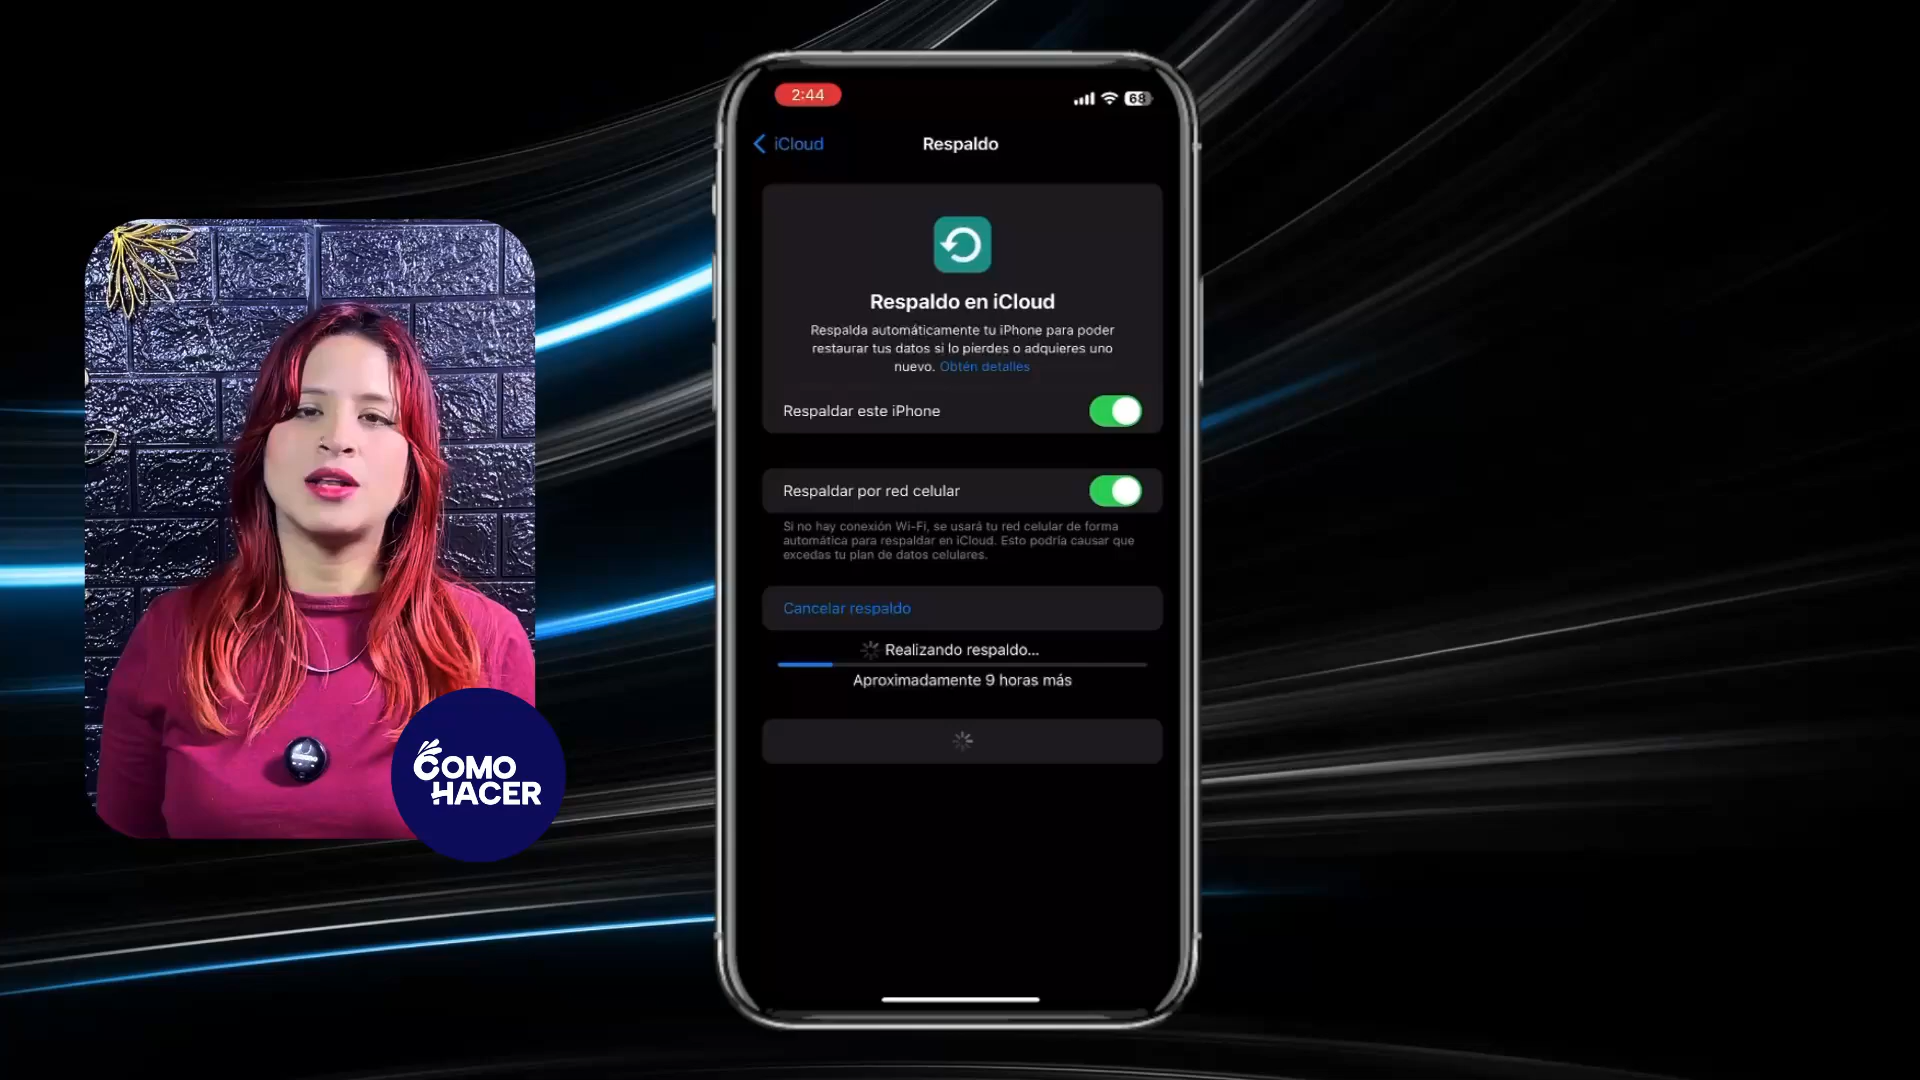 2:44
68
iCloud
Respaldo
Respaldo en iCloud
Respalda automáticamente tu iPhone para poder
restaurar tus datos si lo pierdes o adquieres uno
nuevo. Obtén detalles
Respaldar este iPhone
Respaldar por red celular
Si no hay conexión Wi-Fi, se usará tu red celular de forma
automática para respaldar en iCloud. Esto podría causar que
excedas tu plan de datos celulares.
Cancelar respaldo
Realizando respaldo...
Aproximadamente 9 horas más
COMO
HACER